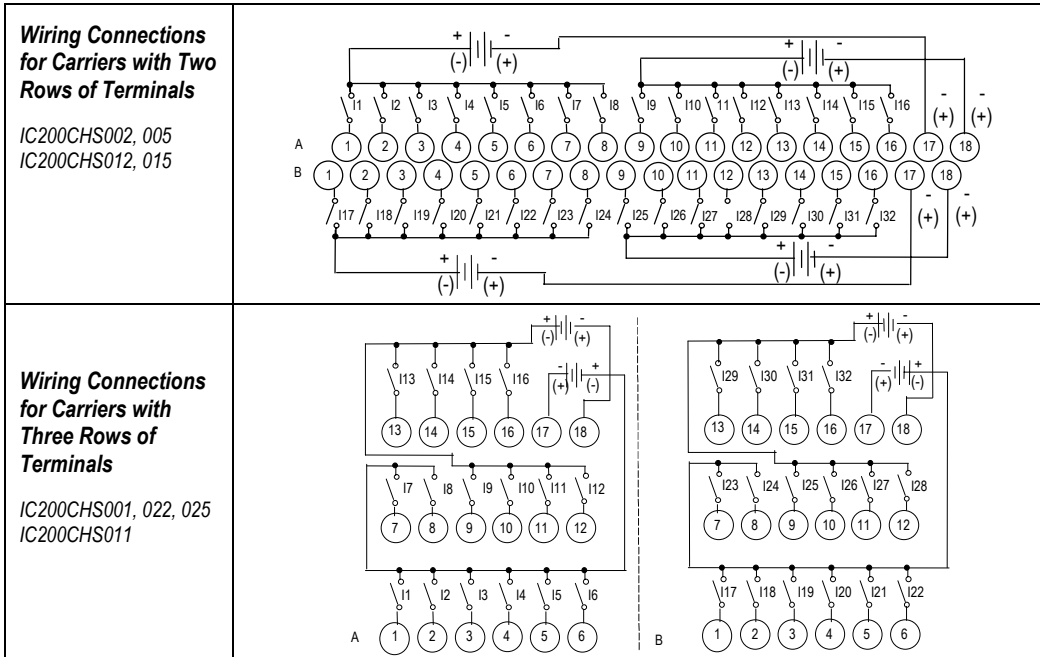 Wiring Connections
for Carriers with Two
Rows of Terminals
IC200CHS002, 005
IC200CHS012, 015
+ - + -
(-) (+) (-) (+)
I1 I2 I3 I4 I5 I6 I7 I8 I9 I10 I11 I12 I13 I14 I15 I16 - (+) - (+)
A 1 2 3 4 5 6 7 8 9 10 11 12 13 14 15 16 17 18
B 1 2 3 4 5 6 7 8 9 10 11 12 13 14 15 16 17 18
I17 I18 I19 I20 I21 I22 I23 I24 I25 I26 I27 I28 I29 I30 I31 I32 - (+) - (+)
+ - + -
(-) (+) (-) (+)
Wiring Connections
for Carriers with
Three Rows of
Terminals
IC200CHS001, 022, 025
IC200CHS011
+ -
(-) (+)
- +
(+) (-)
I13 I14 I15 I16
13 14 15 16 17 18
I7 I8 I9 I10 I11 I12
7 8 9 10 11 12
I1 I2 I3 I4 I5 I6
A 1 2 3 4 5 6
+ -
(-) (+)
- +
(+) (-)
I29 I30 I31 I32
13 14 15 16 17 18
I23 I24 I25 I26 I27 I28
7 8 9 10 11 12
I17 I18 I19 I20 I21 I22
B 1 2 3 4 5 6